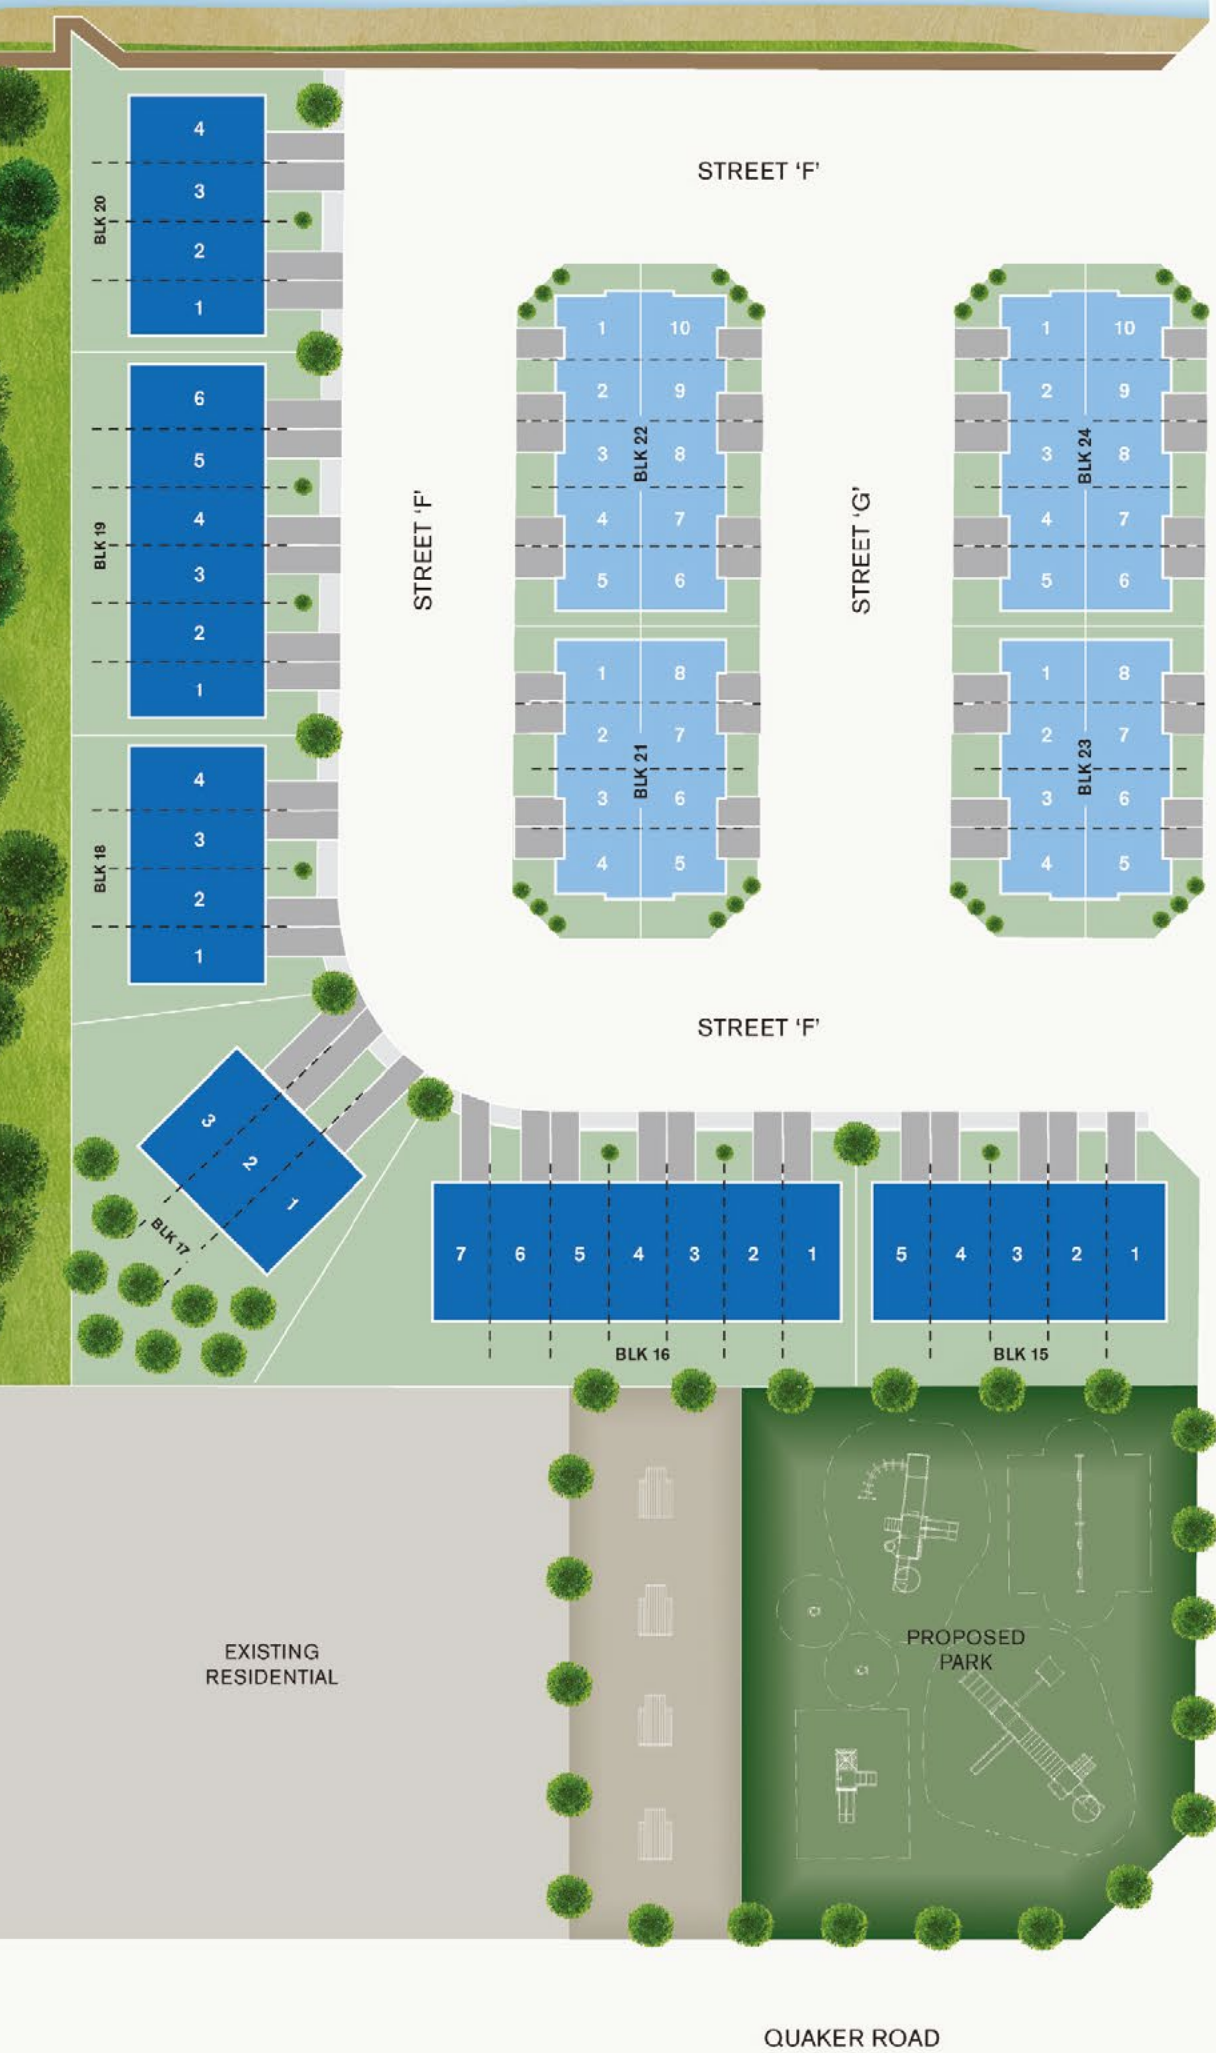 STREET ‘F’
4
3
2
1
BLK 20
6
5
4
3
2
1
BLK 19
4
3
2
1
BLK 18
3
2
1
BLK 17
STREET ‘F’
1 10
2 9
3 8
4 7
5 6
BLK 22
1 8
2 7
3 6
4 5
BLK 21
STREET ‘G’
1 10
2 9
3 8
4 7
5 6
BLK 24
1 8
2 7
3 6
4 5
BLK 23
STREET ‘F’
7 6 5 4 3 2 1
BLK 16
5 4 3 2 1
BLK 15
EXISTING
RESIDENTIAL
PROPOSED
PARK
QUAKER ROAD